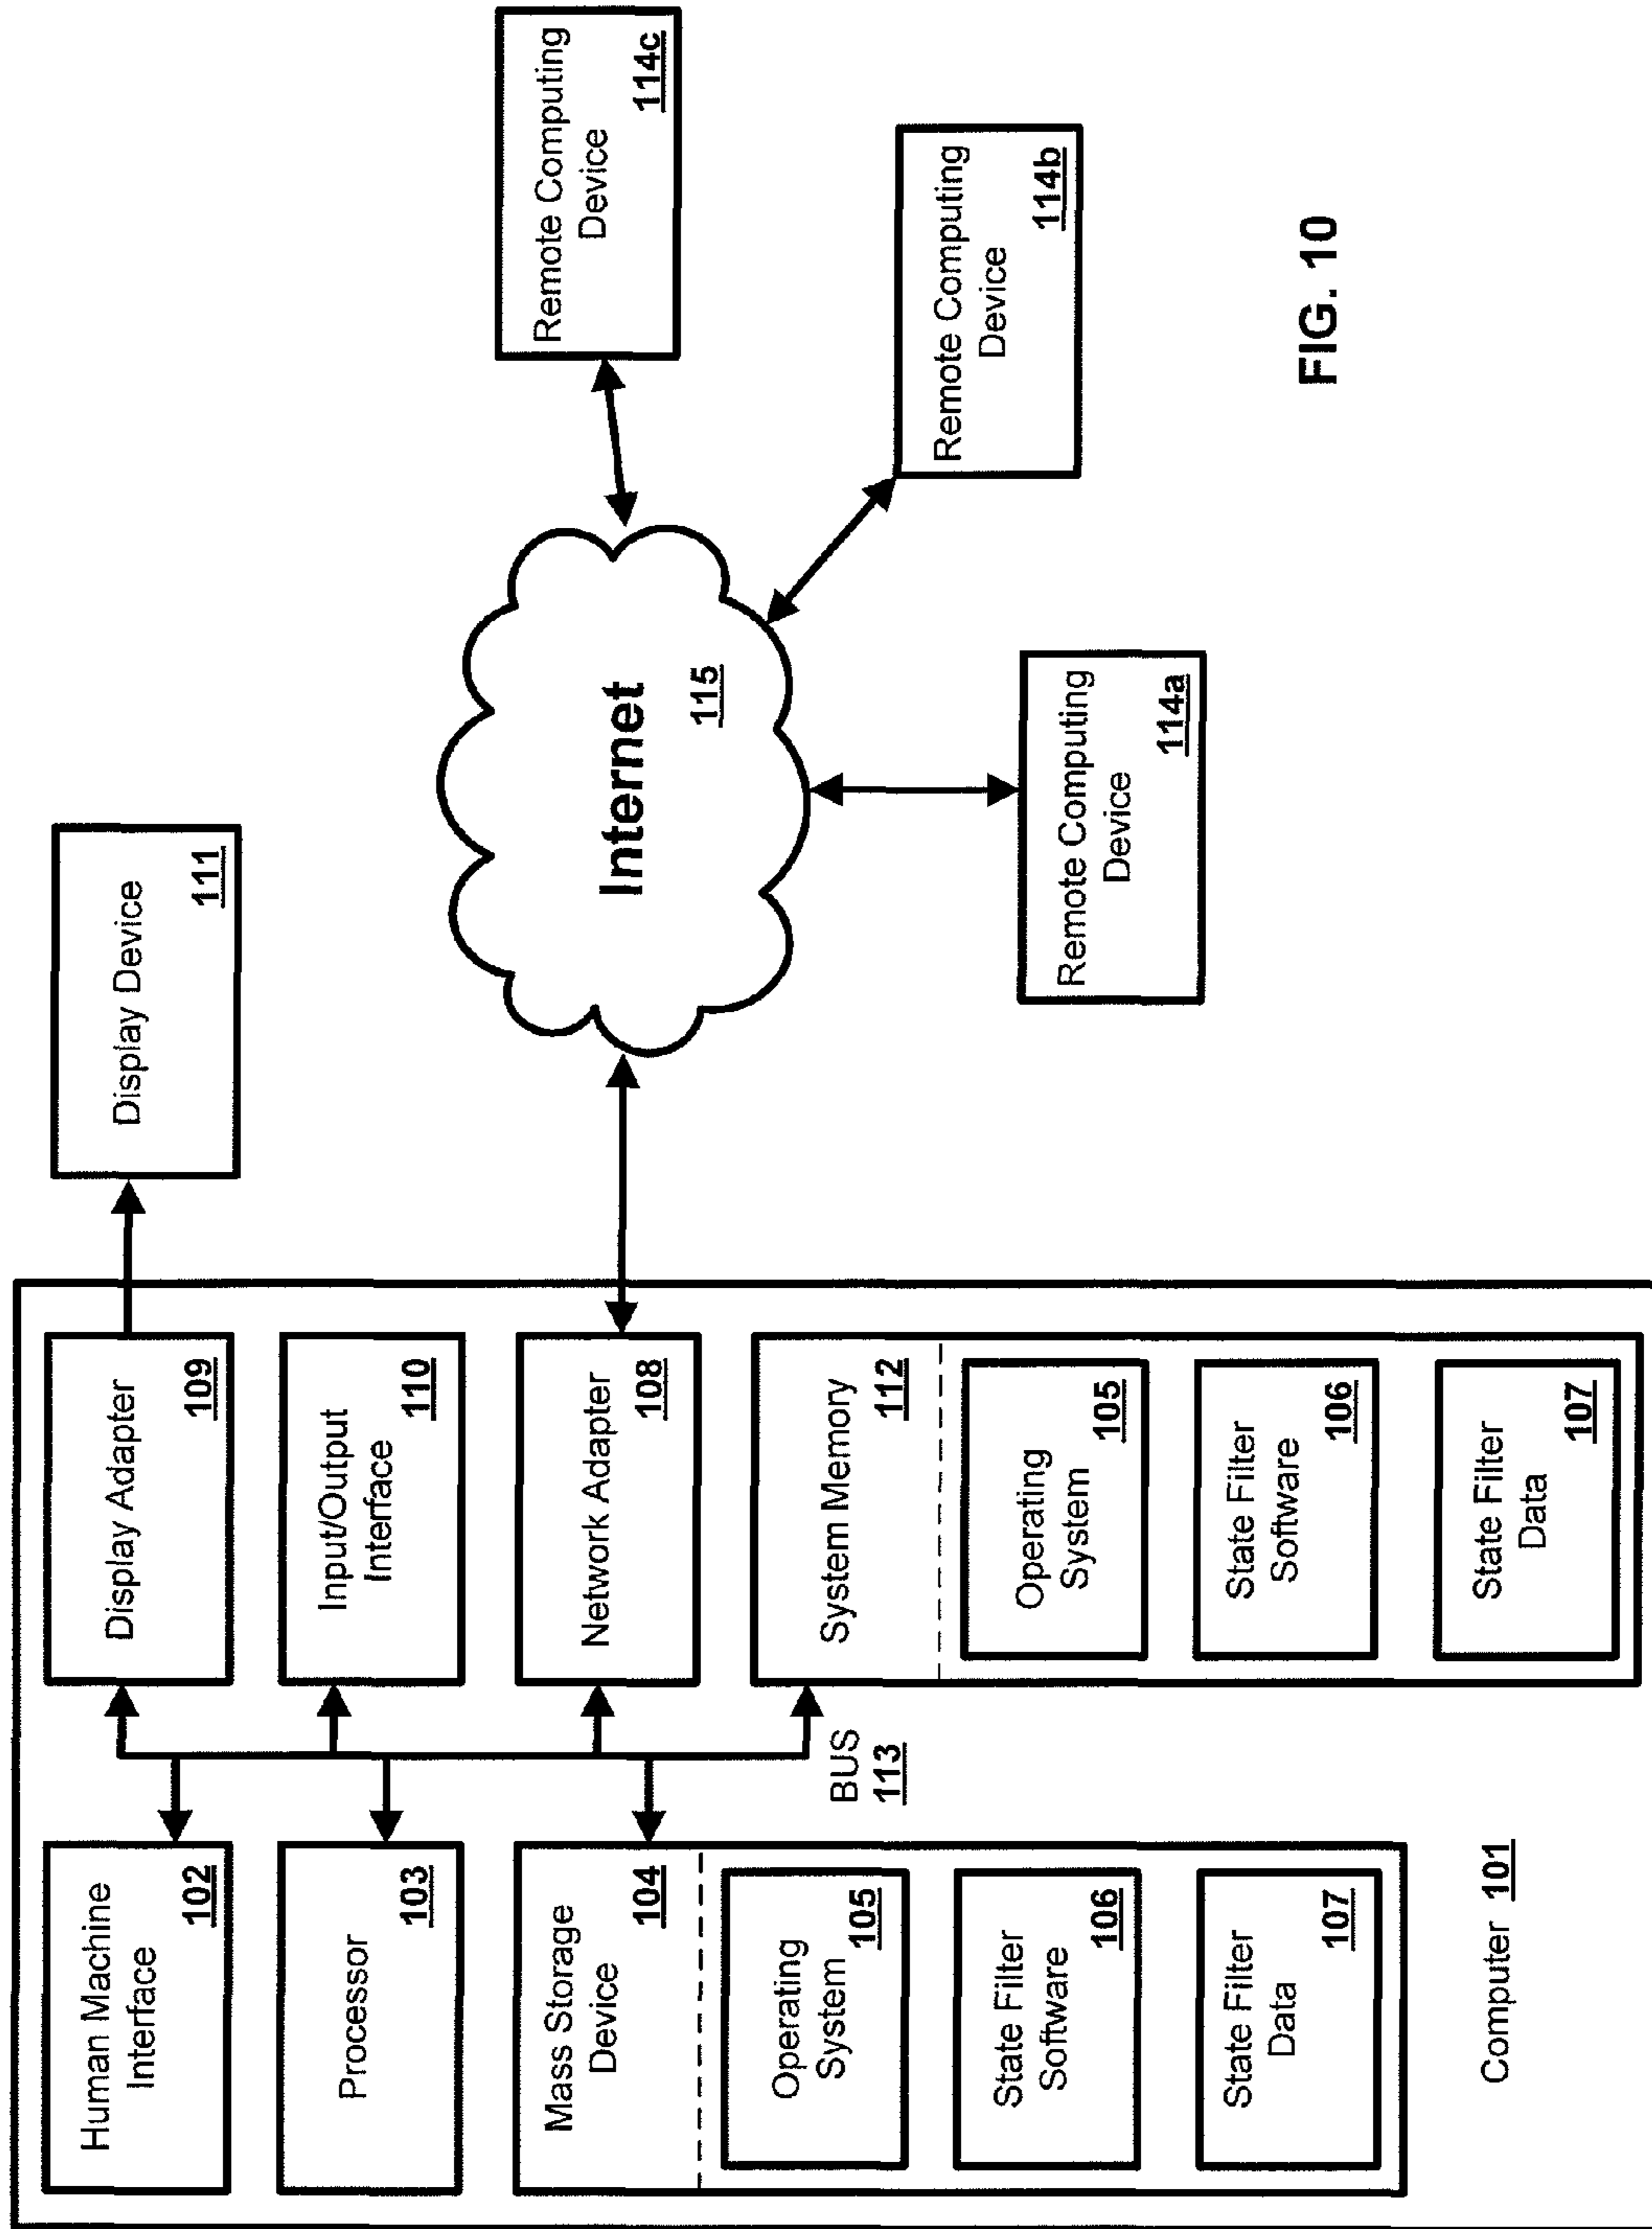 Human Machine
Interface
102
Processor
103
Mass Storage
Device
104
Operating
System
105
State Filter
Software
106
State Filter
Data
107
Computer 101
BUS
113
Display Adapter
109
Input/Output
Interface
110
Network Adapter
108
System Memory
112
Operating
System
105
State Filter
Software
106
State Filter
Data
107
Display Device
111
Internet
115
Remote Computing
Device
114a
Remote Computing
Device
114b
Remote Computing
Device
114c
FIG. 10